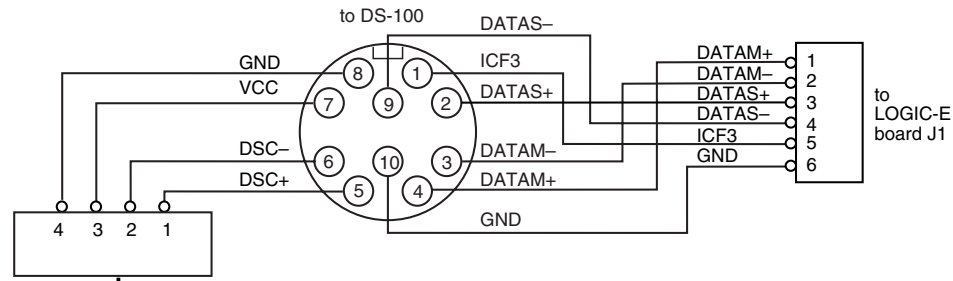 to DS-100
DATAS–
GND
ICF3
VCC
DATAS+
DSC–
DATAM–
DSC+
DATAM+
GND
8
1
7
9
2
6
10
3
5
4
4 3 2 1
DATAM+
DATAM–
DATAS+
DATAS–
ICF3
GND
1
2
3
4
5
6
to
LOGIC-E
board J1